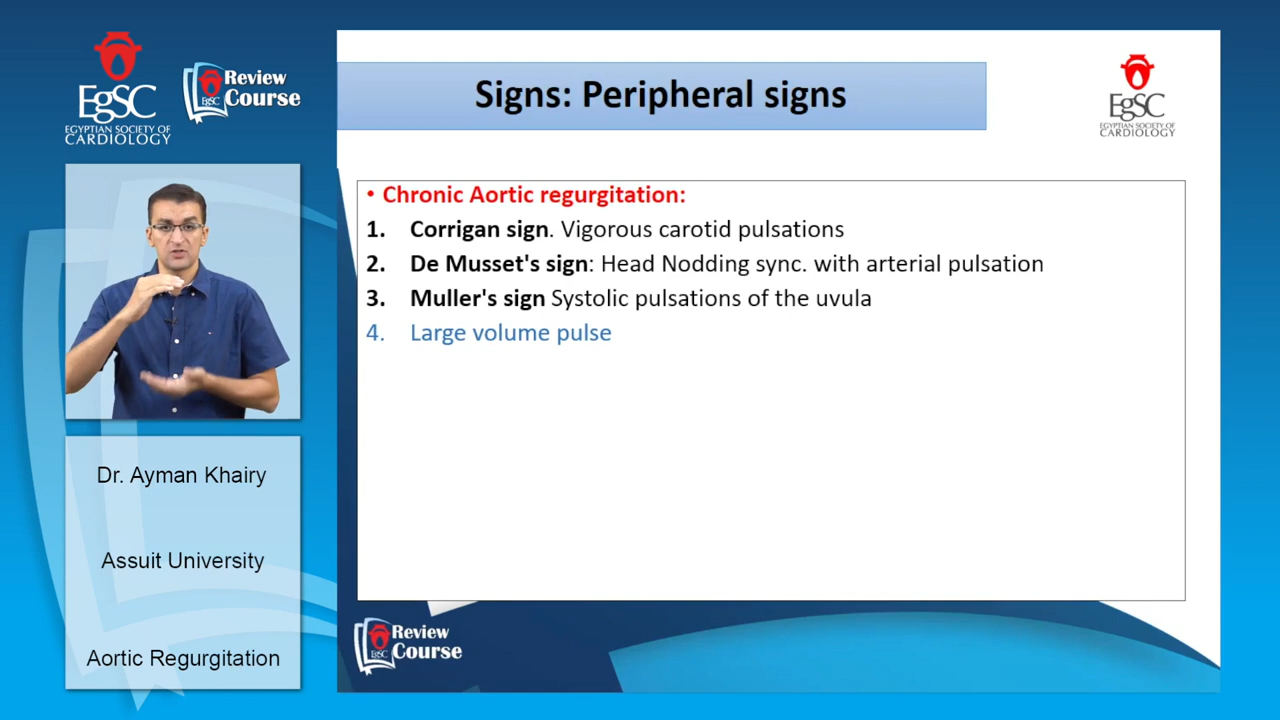 EgSC
EGYPTIAN SOCIETY OF
CARDIOLOGY
Review
EgSC Course
Signs: Peripheral signs
EgSC
EGYPTIAN SOCIETY OF
CARDIOLOGY
• Chronic Aortic regurgitation:
1. Corrigan sign. Vigorous carotid pulsations
2. De Musset's sign: Head Nodding sync. with arterial pulsation
3. Muller's sign Systolic pulsations of the uvula
4. Large volume pulse
Dr. Ayman Khairy
Assuit University
Aortic Regurgitation
Review
EgSC Course